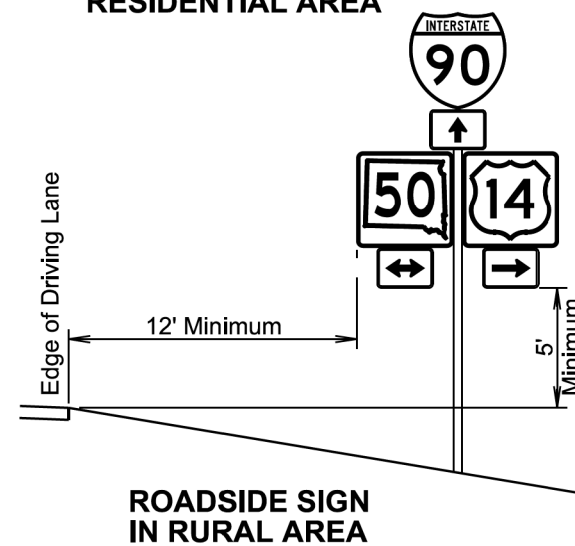 RESIDENTIAL AREA
INTERSTATE
90
50
14
Edge of Driving Lane
12' Minimum
5'
Minimum
ROADSIDE SIGN
IN RURAL AREA